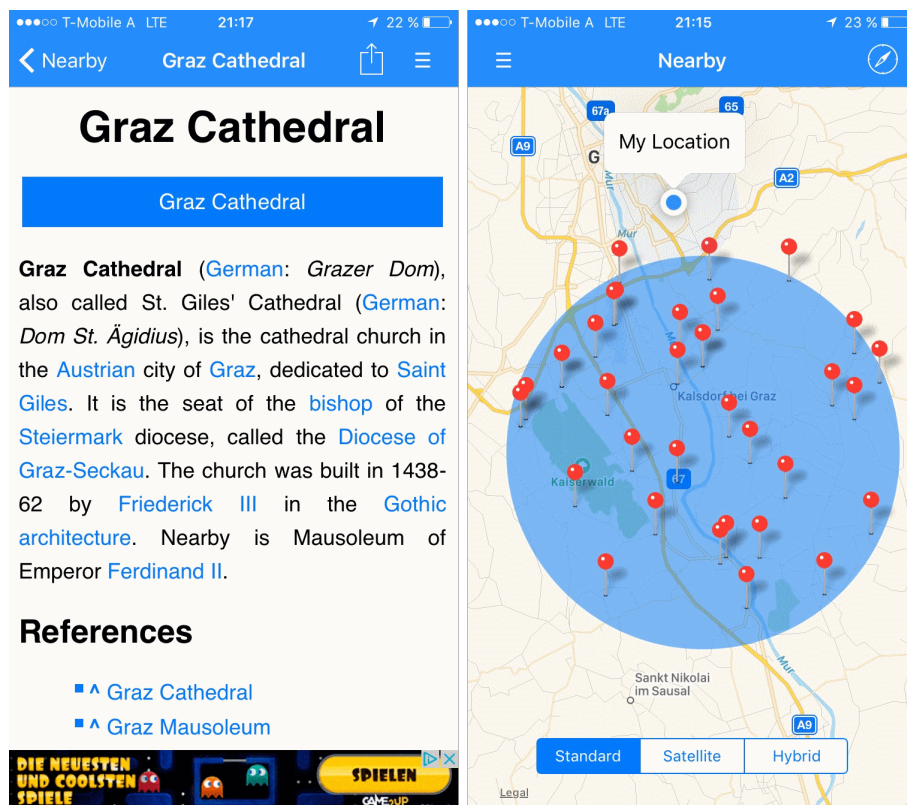 T-Mobile A LTE 21:17 22 %
Nearby Graz Cathedral
Graz Cathedral
Graz Cathedral
Graz Cathedral (German: Grazer Dom),
also called St. Giles' Cathedral (German:
Dom St. Ägidius), is the cathedral church in
the Austrian city of Graz, dedicated to Saint
Giles. It is the seat of the bishop of the
Steiermark diocese, called the Diocese of
Graz-Seckau. The church was built in 1438-
62 by Friederick III in the Gothic
architecture. Nearby is Mausoleum of
Emperor Ferdinand II.
References
^ Graz Cathedral
^ Graz Mausoleum
DIE NEUESTEN
UND COOLSTEN
SPIELE
SPIELEN
GAME2UP
T-Mobile A LTE 21:15 23 %
Nearby
67a
65
A9
G
My Location
A2
Mur
Mur
Kalsdorf bei Graz
Kaiserwald
67
Mur
Sankt Nikolai
im Sausal
A9
Standard Satellite Hybrid
Legal